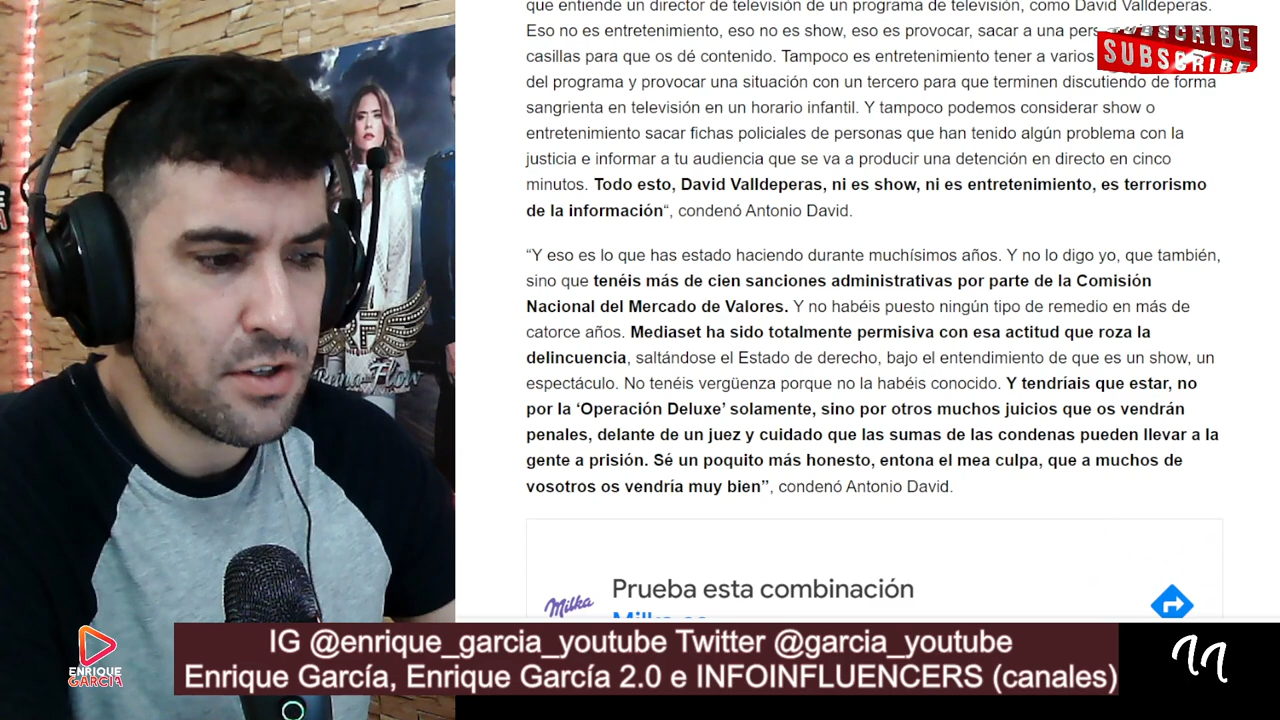 que entiende un director de televisión de un programa de televisión, como David Valldeperas.
Eso no es entretenimiento, eso no es show, eso es provocar, sacar a una pers
casillas para que os dé contenido. Tampoco es entretenimiento tener a varios
del programa y provocar una situación con un tercero para que terminen discutiendo de forma
sangrienta en televisión en un horario infantil. Y tampoco podemos considerar show o
entretenimiento sacar fichas policiales de personas que han tenido algún problema con la
justicia e informar a tu audiencia que se va a producir una detención en directo en cinco
minutos. Todo esto, David Valldeperas, ni es show, ni es entretenimiento, es terrorismo
de la información“, condenó Antonio David.
“Y eso es lo que has estado haciendo durante muchísimos años. Y no lo digo yo, que también,
sino que tenéis más de cien sanciones administrativas por parte de la Comisión
Nacional del Mercado de Valores. Y no habéis puesto ningún tipo de remedio en más de
catorce años. Mediaset ha sido totalmente permisiva con esa actitud que roza la
delincuencia, saltándose el Estado de derecho, bajo el entendimiento de que es un show, un
espectáculo. No tenéis vergüenza porque no la habéis conocido. Y tendríais que estar, no
por la ‘Operación Deluxe’ solamente, sino por otros muchos juicios que os vendrán
penales, delante de un juez y cuidado que las sumas de las condenas pueden llevar a la
gente a prisión. Sé un poquito más honesto, entona el mea culpa, que a muchos de
vosotros os vendría muy bien”, condenó Antonio David.
SUBSCRIBE
SUBSCRIBE
Reina Flow
Milka
Prueba esta combinación
IG @enrique_garcia_youtube Twitter @garcia_youtube
Enrique García, Enrique García 2.0 e INFOINFLUENCERS (canales)
ENRIQUE
GARCÍA